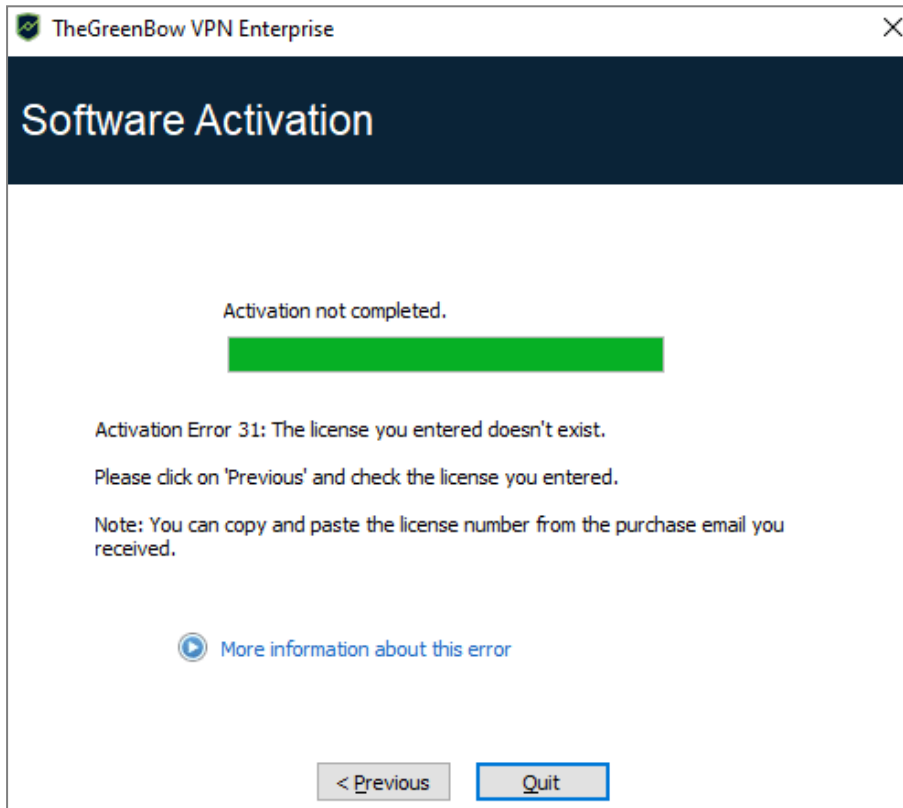 TheGreenBow VPN Enterprise
Software Activation
Activation not completed.
Activation Error 31: The license you entered doesn't exist.
Please click on 'Previous' and check the license you entered.
Note: You can copy and paste the license number from the purchase email you
received.
More information about this error
< Previous
Quit